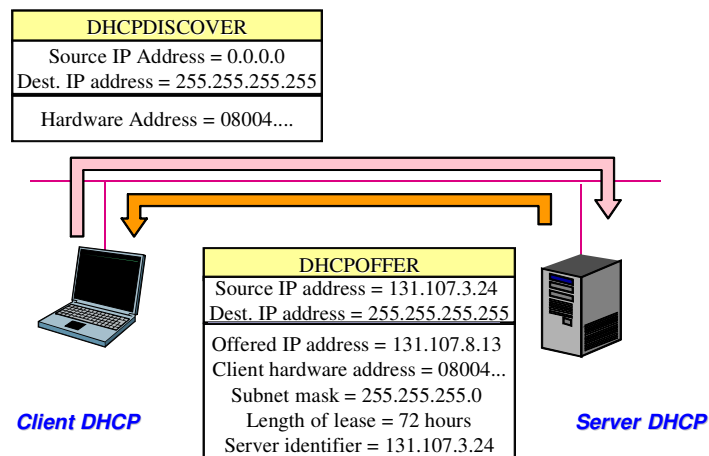 DHCPDISCOVER
Source IP Address = 0.0.0.0
Dest. IP address = 255.255.255.255
Hardware Address = 08004....
DHCPOFFER
Source IP address = 131.107.3.24
Dest. IP address = 255.255.255.255
Offered IP address = 131.107.8.13
Client hardware address = 08004...
Subnet mask = 255.255.255.0
Length of lease = 72 hours
Server identifier = 131.107.3.24
Client DHCP
Server DHCP